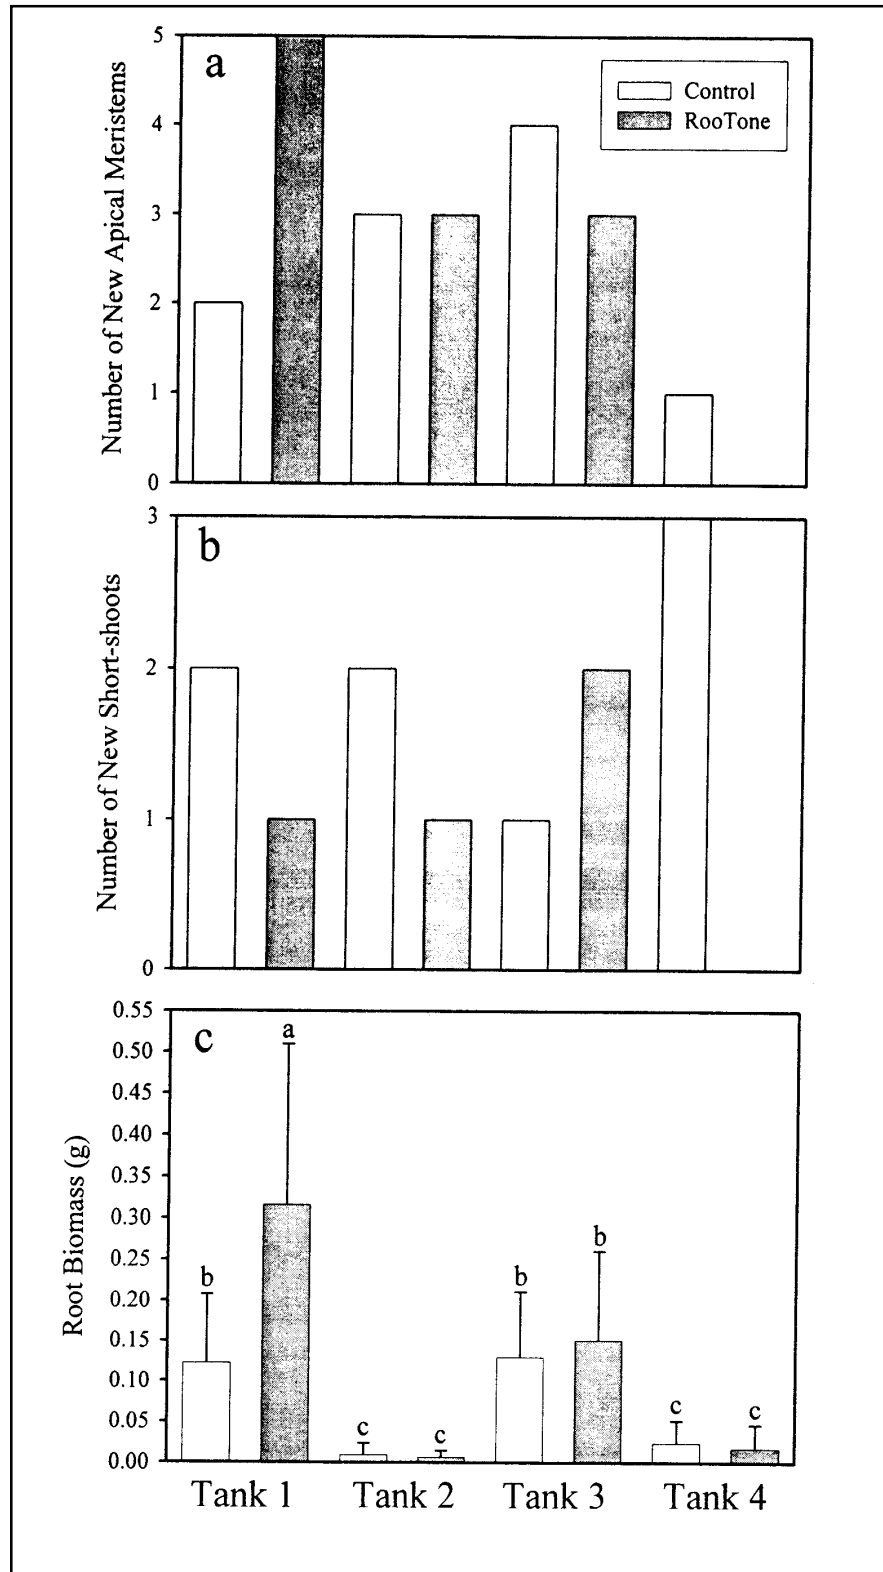 a
Control
RooTone
Number of New Apical Meristems
5
4
3
2
1
0
b
Number of New Short-shoots
3
2
1
0
c
Root Biomass (g)
0.55
0.50
0.45
0.40
0.35
0.30
0.25
0.20
0.15
0.10
0.05
0.00
b
a
c
c
b
b
c
c
Tank 1 Tank 2 Tank 3 Tank 4